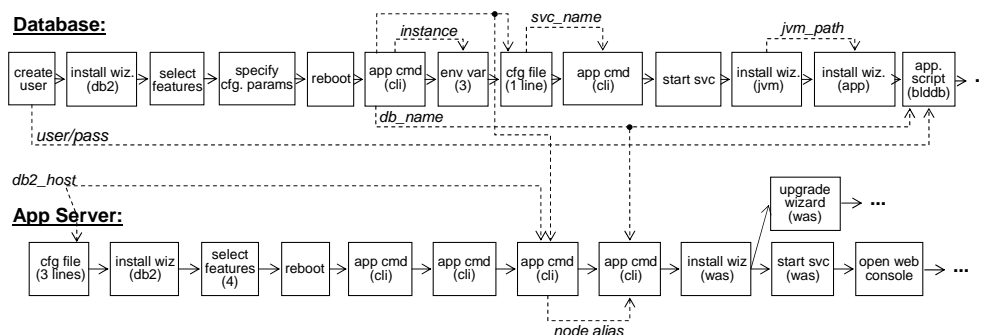 Database:
svc_name
instance
jvm_path
create
user
install wiz.
(db2)
select
features
specify
cfg. params
reboot
app cmd
(cli)
env var
(3)
cfg file
(1 line)
app cmd
(cli)
start svc
install wiz.
(jvm)
install wiz.
(app)
app.
script
(blddb)
db_name
user/pass
db2_host
App Server:
upgrade
wizard
(was)
...
cfg file
(3 lines)
install wiz
(db2)
select
features
(4)
reboot
app cmd
(cli)
app cmd
(cli)
app cmd
(cli)
app cmd
(cli)
install wiz
(was)
start svc
(was)
open web
console
...
node alias